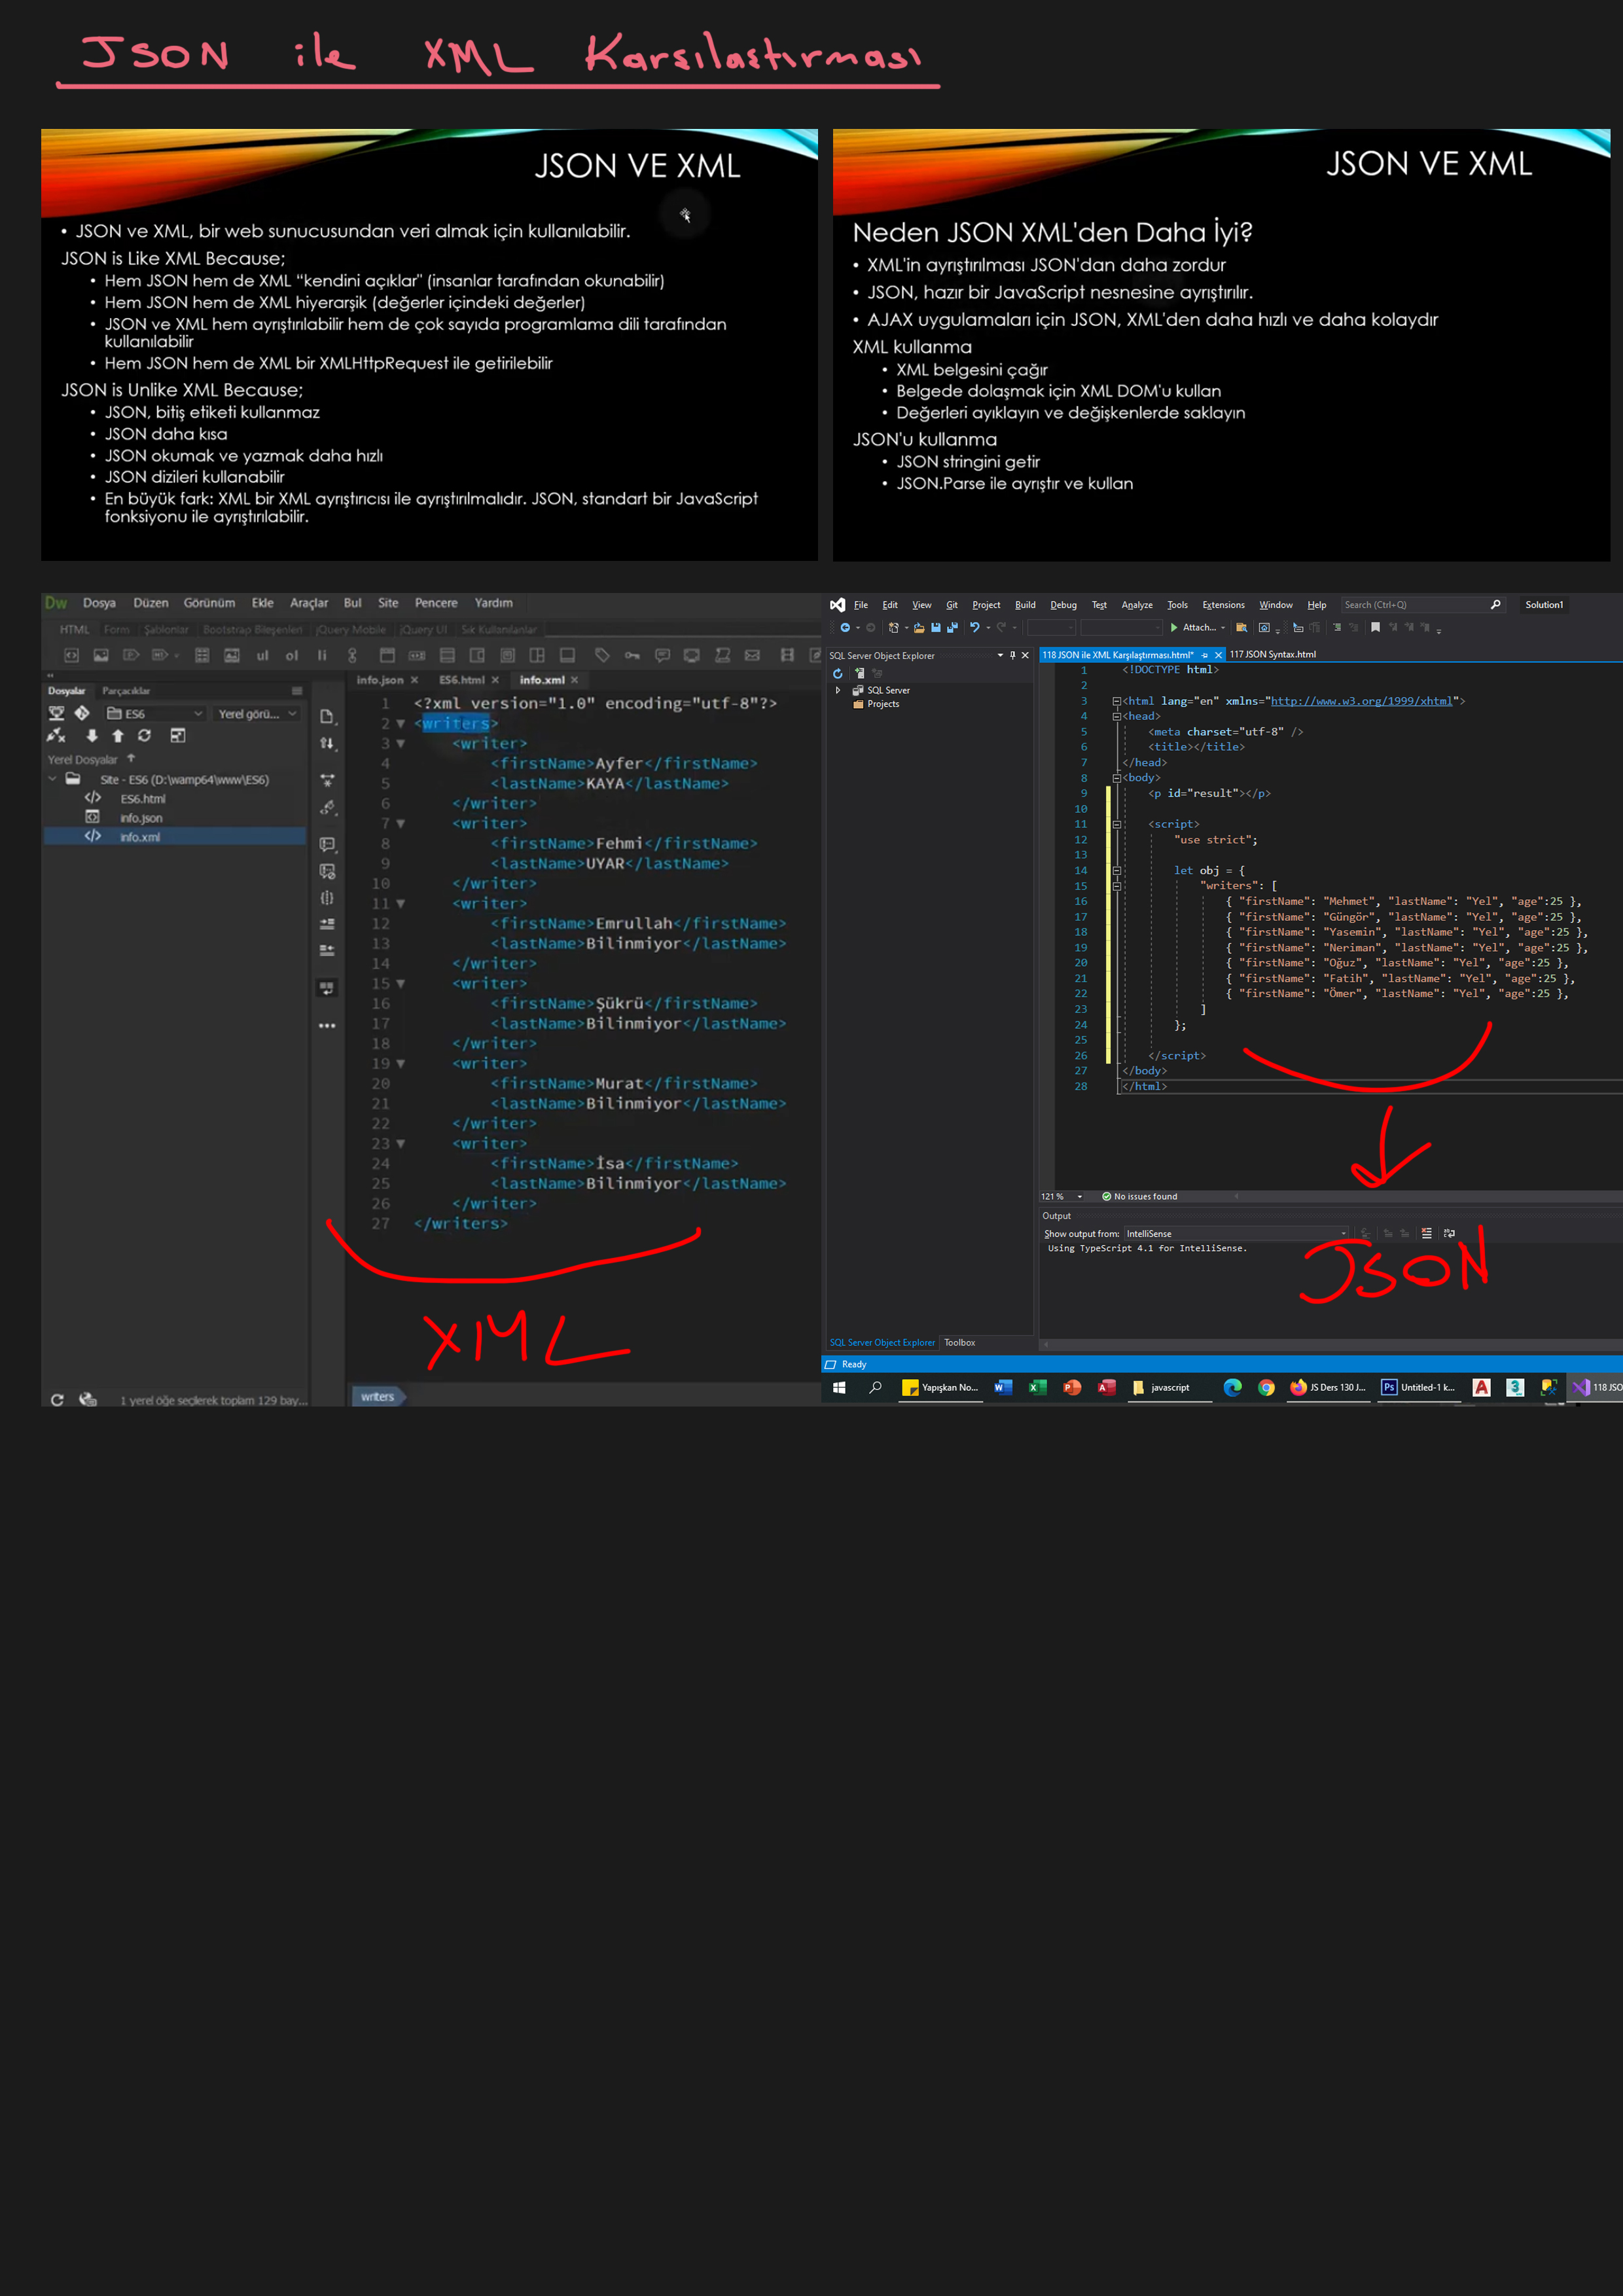 JSON ile XML Karsılastırması
JSON VE XML
• JSON ve XML, bir web sunucusundan veri almak için kullanılabilir.
JSON is Like XML Because;
• Hem JSON hem de XML “kendini açıklar” (insanlar tarafından okunabilir)
• Hem JSON hem de XML hiyerarşik (değerler içindeki değerler)
• JSON ve XML hem ayrıştırılabilir hem de çok sayıda programlama dili tarafından
kullanılabilir
• Hem JSON hem de XML bir XMLHttpRequest ile getirilebilir
JSON is Unlike XML Because;
• JSON, bitiş etiketi kullanmaz
• JSON daha kısa
• JSON okumak ve yazmak daha hızlı
• JSON dizileri kullanabilir
• En büyük fark: XML bir XML ayrıştırıcısı ile ayrıştırılmalıdır. JSON, standart bir JavaScript
fonksiyonu ile ayrıştırılabilir.
JSON VE XML
Neden JSON XML'den Daha İyi?
• XML'in ayrıştırılması JSON'dan daha zordur
• JSON, hazır bir JavaScript nesnesine ayrıştırılır.
• AJAX uygulamaları için JSON, XML'den daha hızlı ve daha kolaydır
XML kullanma
• XML belgesini çağır
• Belgede dolaşmak için XML DOM'u kullan
• Değerleri ayıklayın ve değişkenlerde saklayın
JSON'u kullanma
• JSON stringini getir
• JSON.Parse ile ayrıştır ve kullan
Dw Dosya Düzen Görünüm Ekle Araçlar Bul Site Pencere Yardım
HTML Form Şablonlar Bootstrap Bileşenleri jQuery Mobile jQuery UI Sık Kullanılanlar
ul ol li
Dosyalar Parçacıklar
ES6 Yerel görü...
Yerel Dosyalar
Site - ES6 (D:\wamp64\www\ES6)
ES6.html
info.json
info.xml
info.json ES6.html info.xml
1 <?xml version="1.0" encoding="utf-8"?>
2 <writers>
3 <writer>
4 <firstName>Ayfer</firstName>
5 <lastName>KAYA</lastName>
6 </writer>
7 <writer>
8 <firstName>Fehmi</firstName>
9 <lastName>UYAR</lastName>
10 </writer>
11 <writer>
12 <firstName>Emrullah</firstName>
13 <lastName>Bilinmiyor</lastName>
14 </writer>
15 <writer>
16 <firstName>Şükrü</firstName>
17 <lastName>Bilinmiyor</lastName>
18 </writer>
19 <writer>
20 <firstName>Murat</firstName>
21 <lastName>Bilinmiyor</lastName>
22 </writer>
23 <writer>
24 <firstName>İsa</firstName>
25 <lastName>Bilinmiyor</lastName>
26 </writer>
27 </writers>
XML
1 yerel öğe seçilerek toplam 129 bay...
writers
File Edit View Git Project Build Debug Test Analyze Tools Extensions Window Help Search (Ctrl+Q) Solution1
Attach...
SQL Server Object Explorer
SQL Server
Projects
118 JSON ile XML Karşılaştırması.html* 117 JSON Syntax.html
1 <!DOCTYPE html>
2
3 <html lang="en" xmlns="http://www.w3.org/1999/xhtml">
4 <head>
5 <meta charset="utf-8" />
6 <title></title>
7 </head>
8 <body>
9 <p id="result"></p>
10
11 <script>
12 "use strict";
13
14 let obj = {
15 "writers": [
16 { "firstName": "Mehmet", "lastName": "Yel", "age":25 },
17 { "firstName": "Güngör", "lastName": "Yel", "age":25 },
18 { "firstName": "Yasemin", "lastName": "Yel", "age":25 },
19 { "firstName": "Neriman", "lastName": "Yel", "age":25 },
20 { "firstName": "Oğuz", "lastName": "Yel", "age":25 },
21 { "firstName": "Fatih", "lastName": "Yel", "age":25 },
22 { "firstName": "Ömer", "lastName": "Yel", "age":25 },
23 ]
24 };
25
26 </script>
27 </body>
28 </html>
121 % No issues found
Output
Show output from: IntelliSense
Using TypeScript 4.1 for IntelliSense.
JSON
SQL Server Object Explorer Toolbox
Ready
Yapışkan No... javascript JS Ders 130 J... Ps Untitled-1 k... 118 JSO